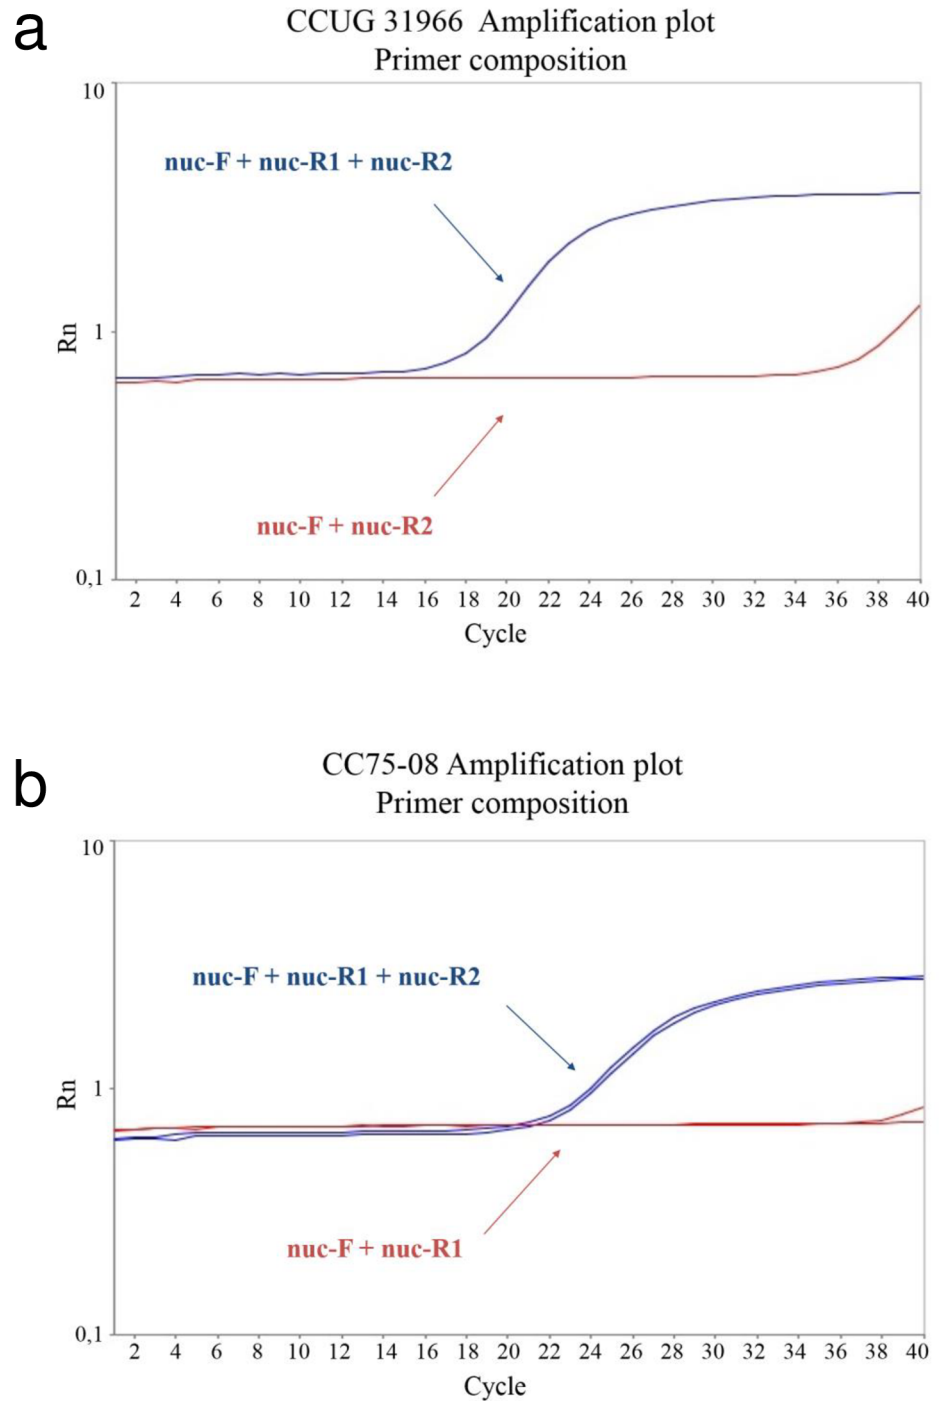 a
CCUG 31966 Amplification plot
Primer composition
10
nuc-F + nuc-R1 + nuc-R2
Rn
1
nuc-F + nuc-R2
0,1
2 4 6 8 10 12 14 16 18 20 22 24 26 28 30 32 34 36 38 40
Cycle
b
CC75-08 Amplification plot
Primer composition
10
nuc-F + nuc-R1 + nuc-R2
Rn
1
nuc-F + nuc-R1
0,1
2 4 6 8 10 12 14 16 18 20 22 24 26 28 30 32 34 36 38 40
Cycle